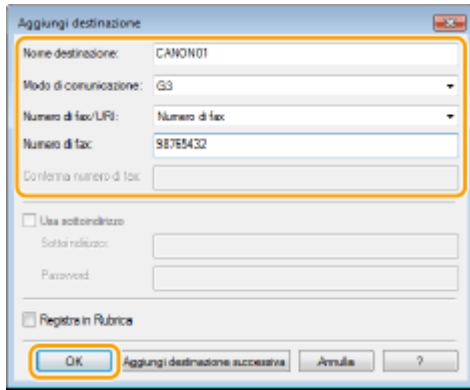 Aggiungi destinazione
Nome destinazione: CANON01
Modo di comunicazione: G3
Numero di fax/URI: Numero di fax
Numero di fax: 98765432
Conferma numero di fax:
Usa sottoindirizzo
Sottoindirizzo:
Password:
Registra in Rubrica
OK Aggiungi destinazione successiva Annulla ?